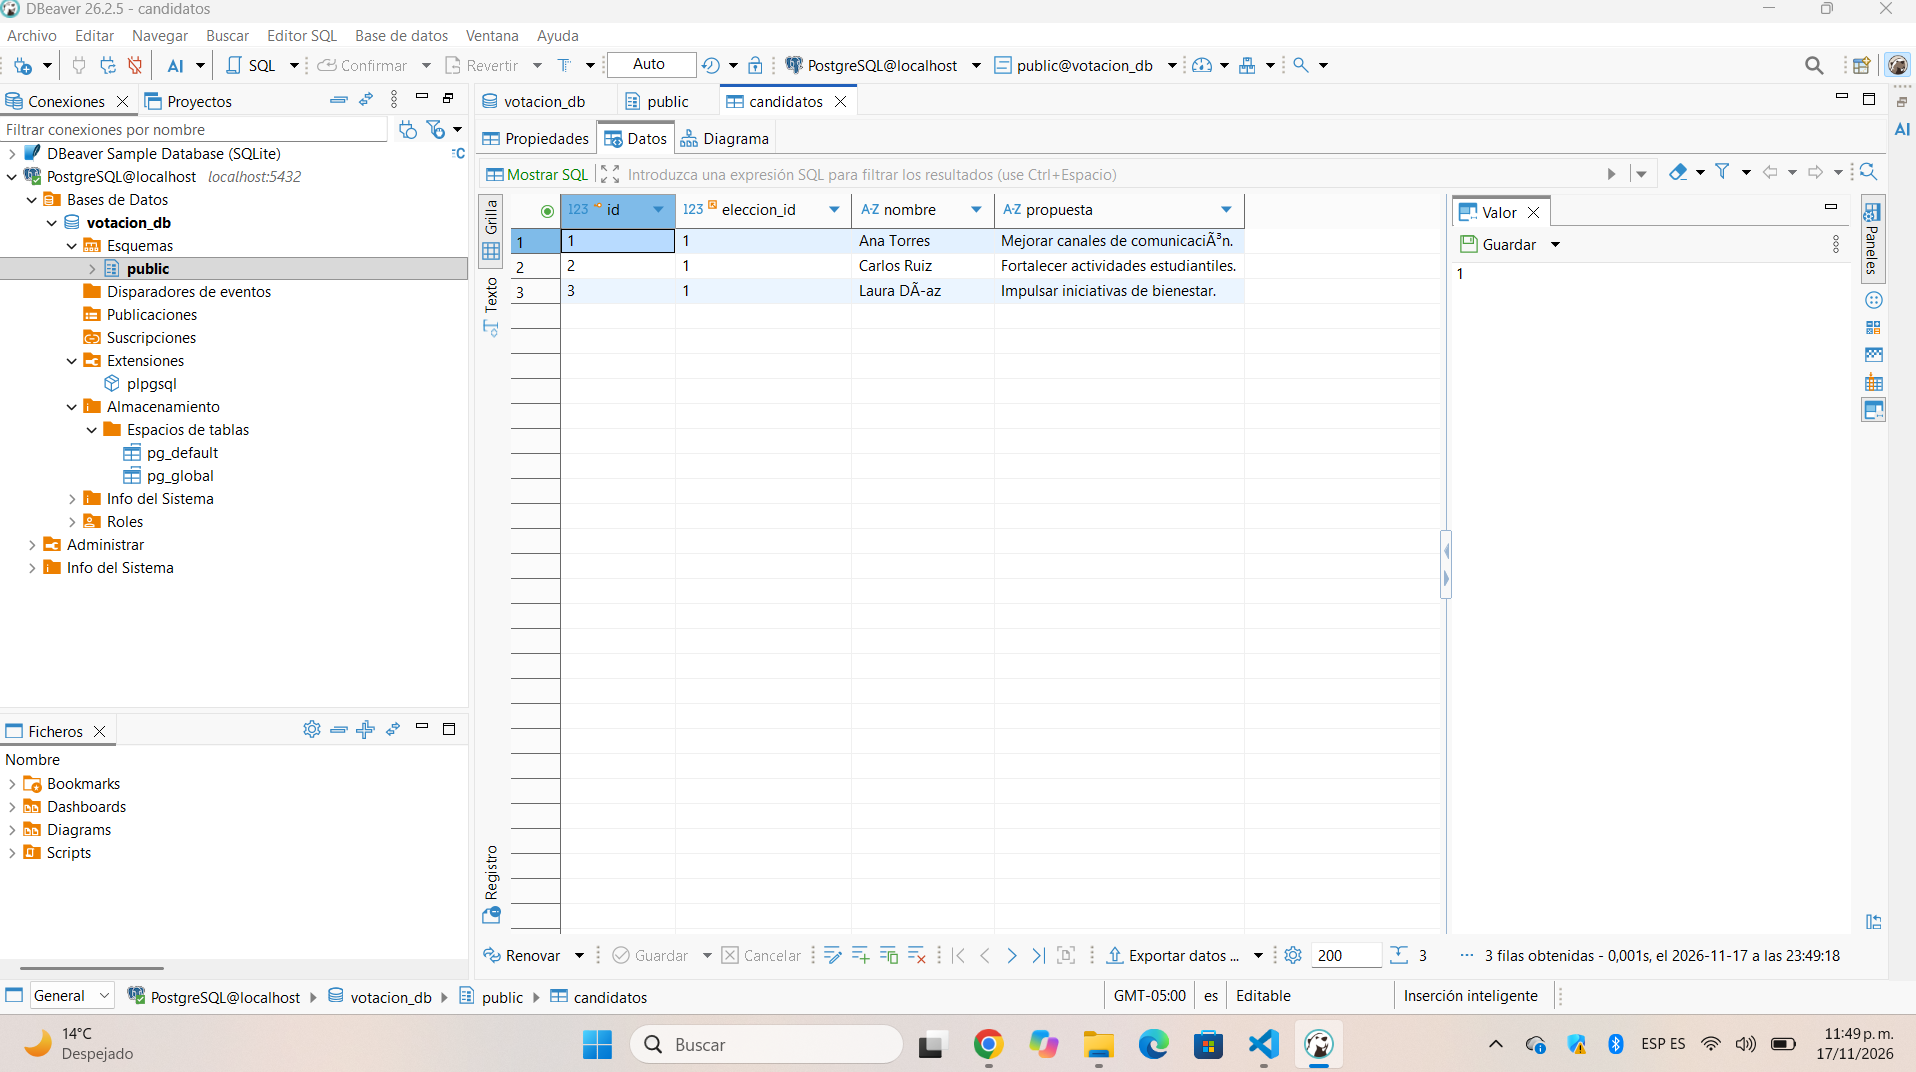 DBeaver 26.2.5 - candidatos
Archivo Editar Navegar Buscar Editor SQL Base de datos Ventana Ayuda
AI SQL Confirmar Revertir T Auto PostgreSQL@localhost public@votacion_db
Conexiones Proyectos
Filtrar conexiones por nombre
DBeaver Sample Database (SQLite)
PostgreSQL@localhost localhost:5432
Bases de Datos
votacion_db
Esquemas
public
Disparadores de eventos
Publicaciones
Suscripciones
Extensiones
plpgsql
Almacenamiento
Espacios de tablas
pg_default
pg_global
Info del Sistema
Roles
Administrar
Info del Sistema
Ficheros
Nombre
Bookmarks
Dashboards
Diagrams
Scripts
votacion_db public candidatos
Propiedades Datos Diagrama
Mostrar SQL Introduzca una expresión SQL para filtrar los resultados (use Ctrl+Espacio)
Grilla
Texto
Registro
123 id 123 eleccion_id A-Z nombre A-Z propuesta
1 1 1 Ana Torres Mejorar canales de comunicaciÃ³n.
2 2 1 Carlos Ruiz Fortalecer actividades estudiantiles.
3 3 1 Laura DÃ-az Impulsar iniciativas de bienestar.
Valor
Guardar
1
Paneles
AI
Renovar Guardar Cancelar Exportar datos ... 200 3 ... 3 filas obtenidas - 0,001s, el 2026-11-17 a las 23:49:18
General PostgreSQL@localhost votacion_db public candidatos GMT-05:00 es Editable Inserción inteligente
14°C
Despejado
Buscar
ESP ES
11:49 p. m.
17/11/2026